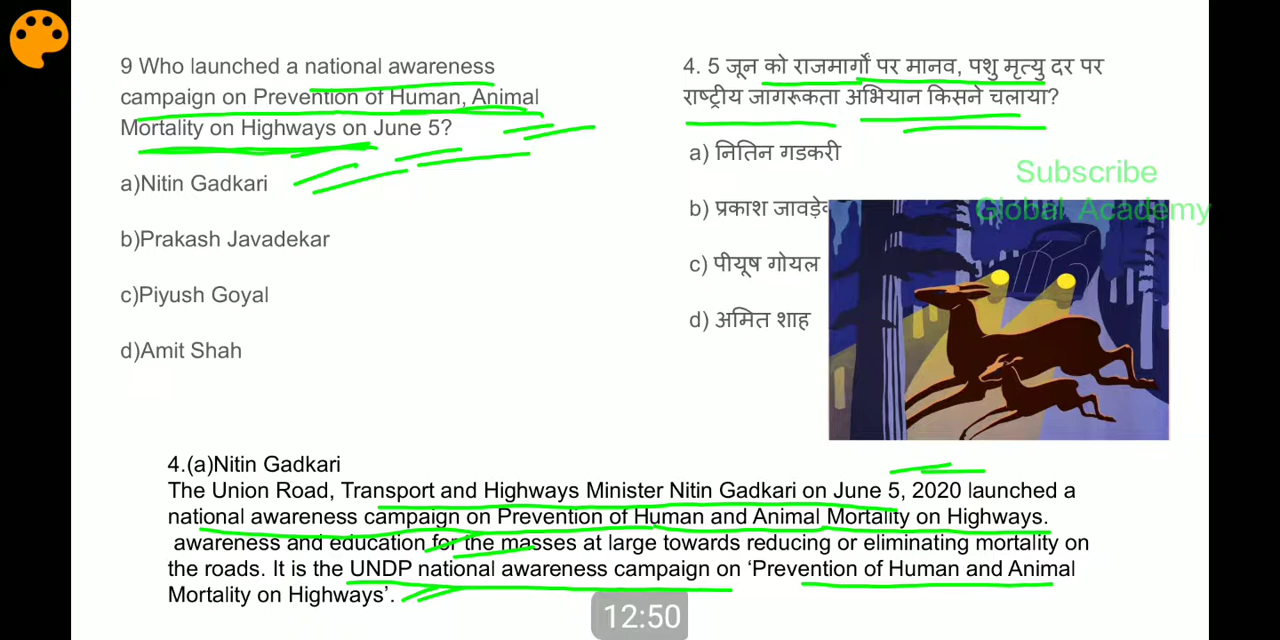 9 Who launched a national awareness
campaign on Prevention of Human, Animal
Mortality on Highways on June 5?
a)Nitin Gadkari
b)Prakash Javadekar
c)Piyush Goyal
d)Amit Shah
4. 5 जून को राजमार्गों पर मानव, पशु मृत्यु दर पर
राष्ट्रीय जागरूकता अभियान किसने चलाया?
a) नितिन गडकरी
b) प्रकाश
c) पीयूष गोयल
d) अमित शाह
Subscribe
Global Academy
4.(a)Nitin Gadkari
The Union Road, Transport and Highways Minister Nitin Gadkari on June 5, 2020 launched a
national awareness campaign on Prevention of Human and Animal Mortality on Highways.
awareness and education for the masses at large towards reducing or eliminating mortality on
the roads. It is the UNDP national awareness campaign on ‘Prevention of Human and Animal
Mortality on Highways’.
12:50